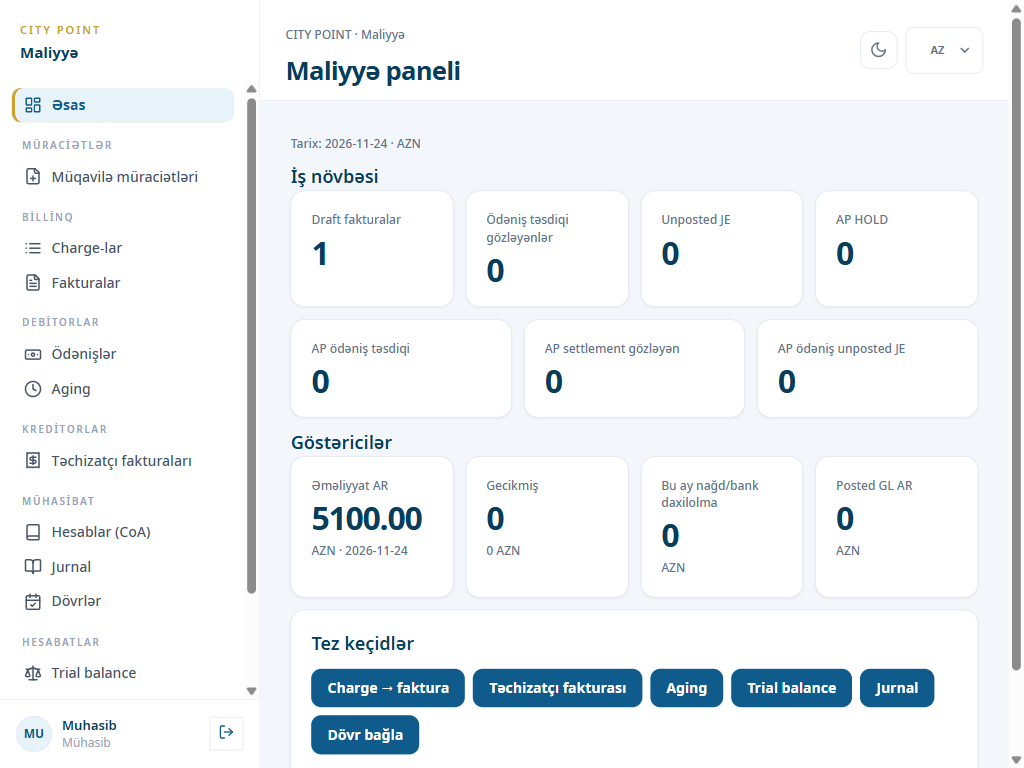 CITY POINT
Maliyyə
Əsas
MÜRACİƏTLƏR
Müqavilə müraciətləri
BİLLİNQ
Charge-lar
Fakturalar
DEBİTORLAR
Ödənişlər
Aging
KREDİTORLAR
Təchizatçı fakturaları
MÜHASİBAT
Hesablar (CoA)
Jurnal
Dövrlər
HESABATLAR
Trial balance
MU
Muhasib
Mühasib
CITY POINT · Maliyyə
Maliyyə paneli
AZ
Tarix: 2026-11-24 · AZN
İş növbəsi
Draft fakturalar
1
Ödəniş təsdiqi
gözləyənlər
0
Unposted JE
0
AP HOLD
0
AP ödəniş təsdiqi
0
AP settlement gözləyən
0
AP ödəniş unposted JE
0
Göstəricilər
Əməliyyat AR
5100.00
AZN · 2026-11-24
Gecikmiş
0
0 AZN
Bu ay nağd/bank
daxilolma
0
AZN
Posted GL AR
0
AZN
Tez keçidlər
Charge → faktura
Təchizatçı fakturası
Aging
Trial balance
Jurnal
Dövr bağla